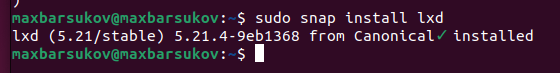 )
maxbarsukov@maxbarsukov:~$ sudo snap install lxd
lxd (5.21/stable) 5.21.4-9eb1368 from Canonical✓ installed
maxbarsukov@maxbarsukov:~$